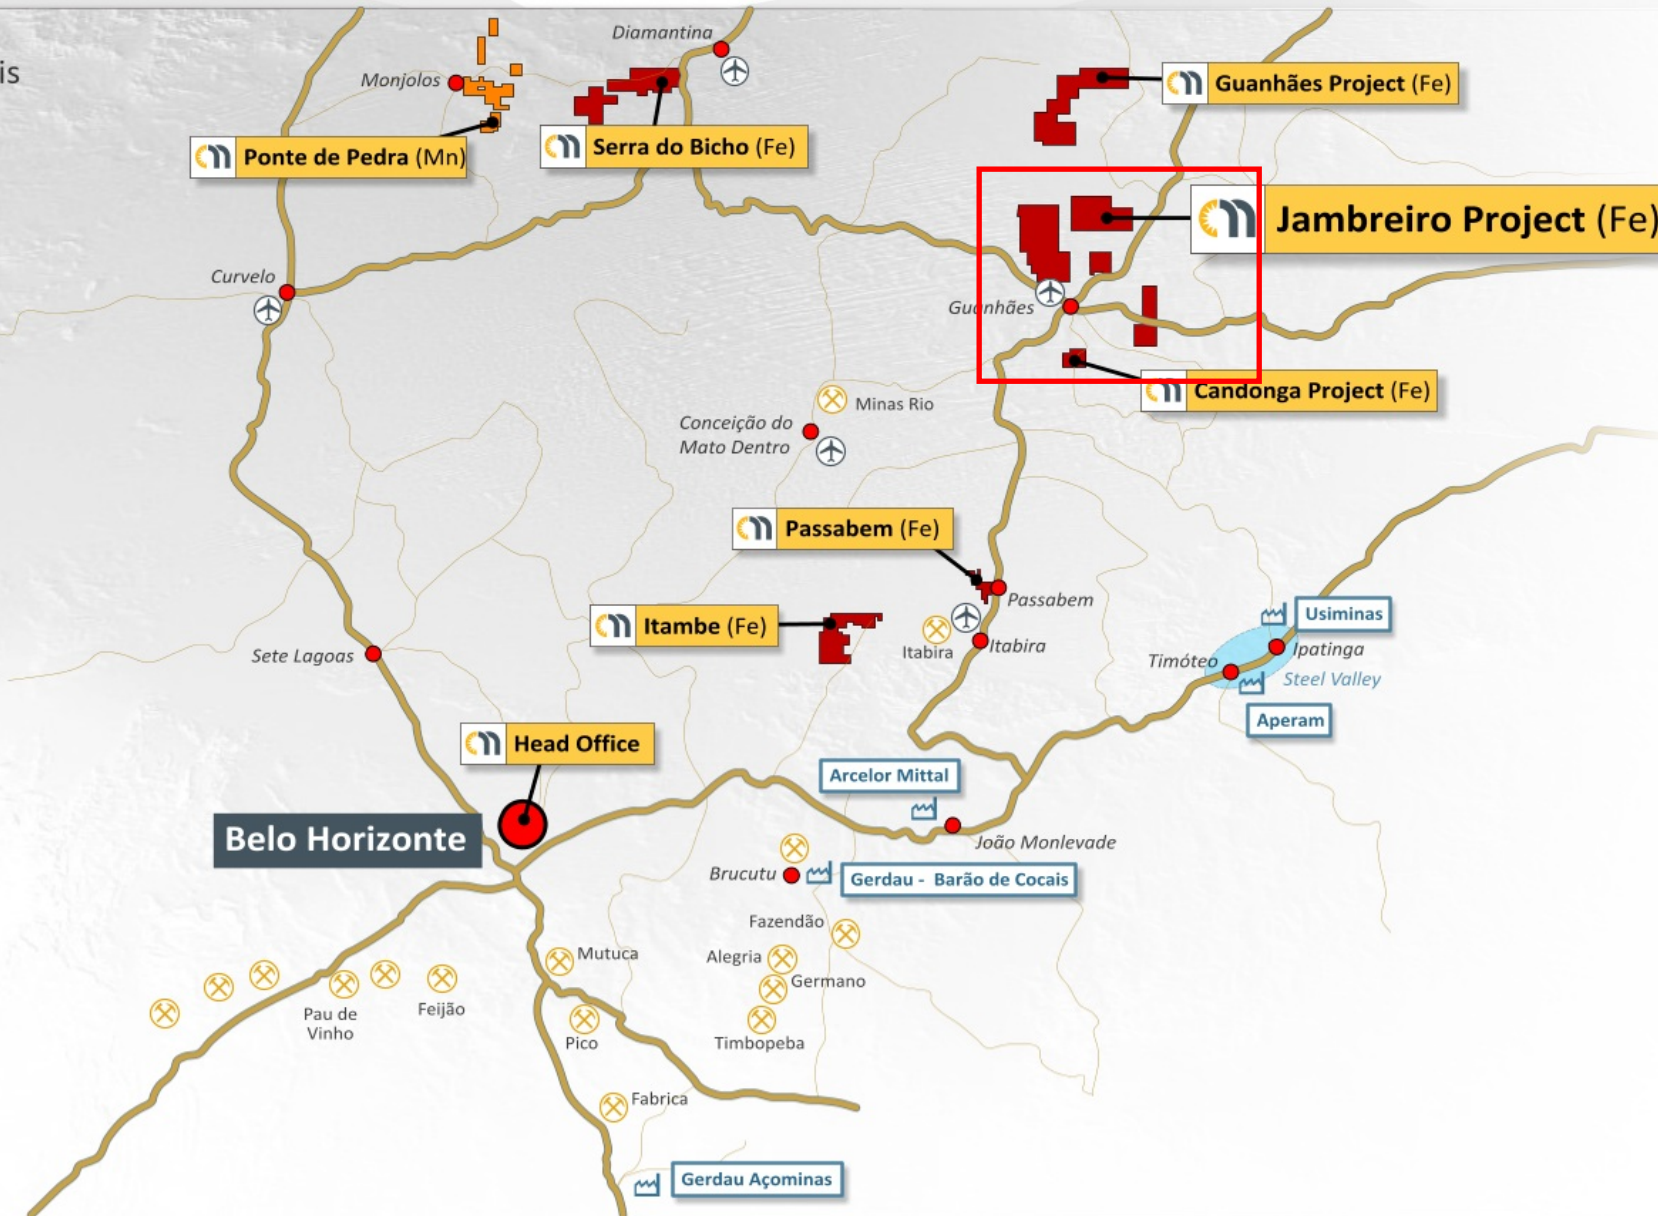 is
Diamantina
Monjolos
Guanhães Project (Fe)
Ponte de Pedra (Mn)
Serra do Bicho (Fe)
Jambreiro Project (Fe)
Curvelo
Guanhães
Candonga Project (Fe)
Minas Rio
Conceição do
Mato Dentro
Passabem (Fe)
Passabem
Itambe (Fe)
Itabira
Itabira
Usiminas
Ipatinga
Timóteo
Steel Valley
Aperam
Sete Lagoas
Head Office
Arcelor Mittal
Belo Horizonte
João Monlevade
Brucutu
Gerdau - Barão de Cocais
Fazendão
Mutuca
Alegria
Germano
Pau de
Vinho
Feijão
Pico
Timbopeba
Fabrica
Gerdau Açominas